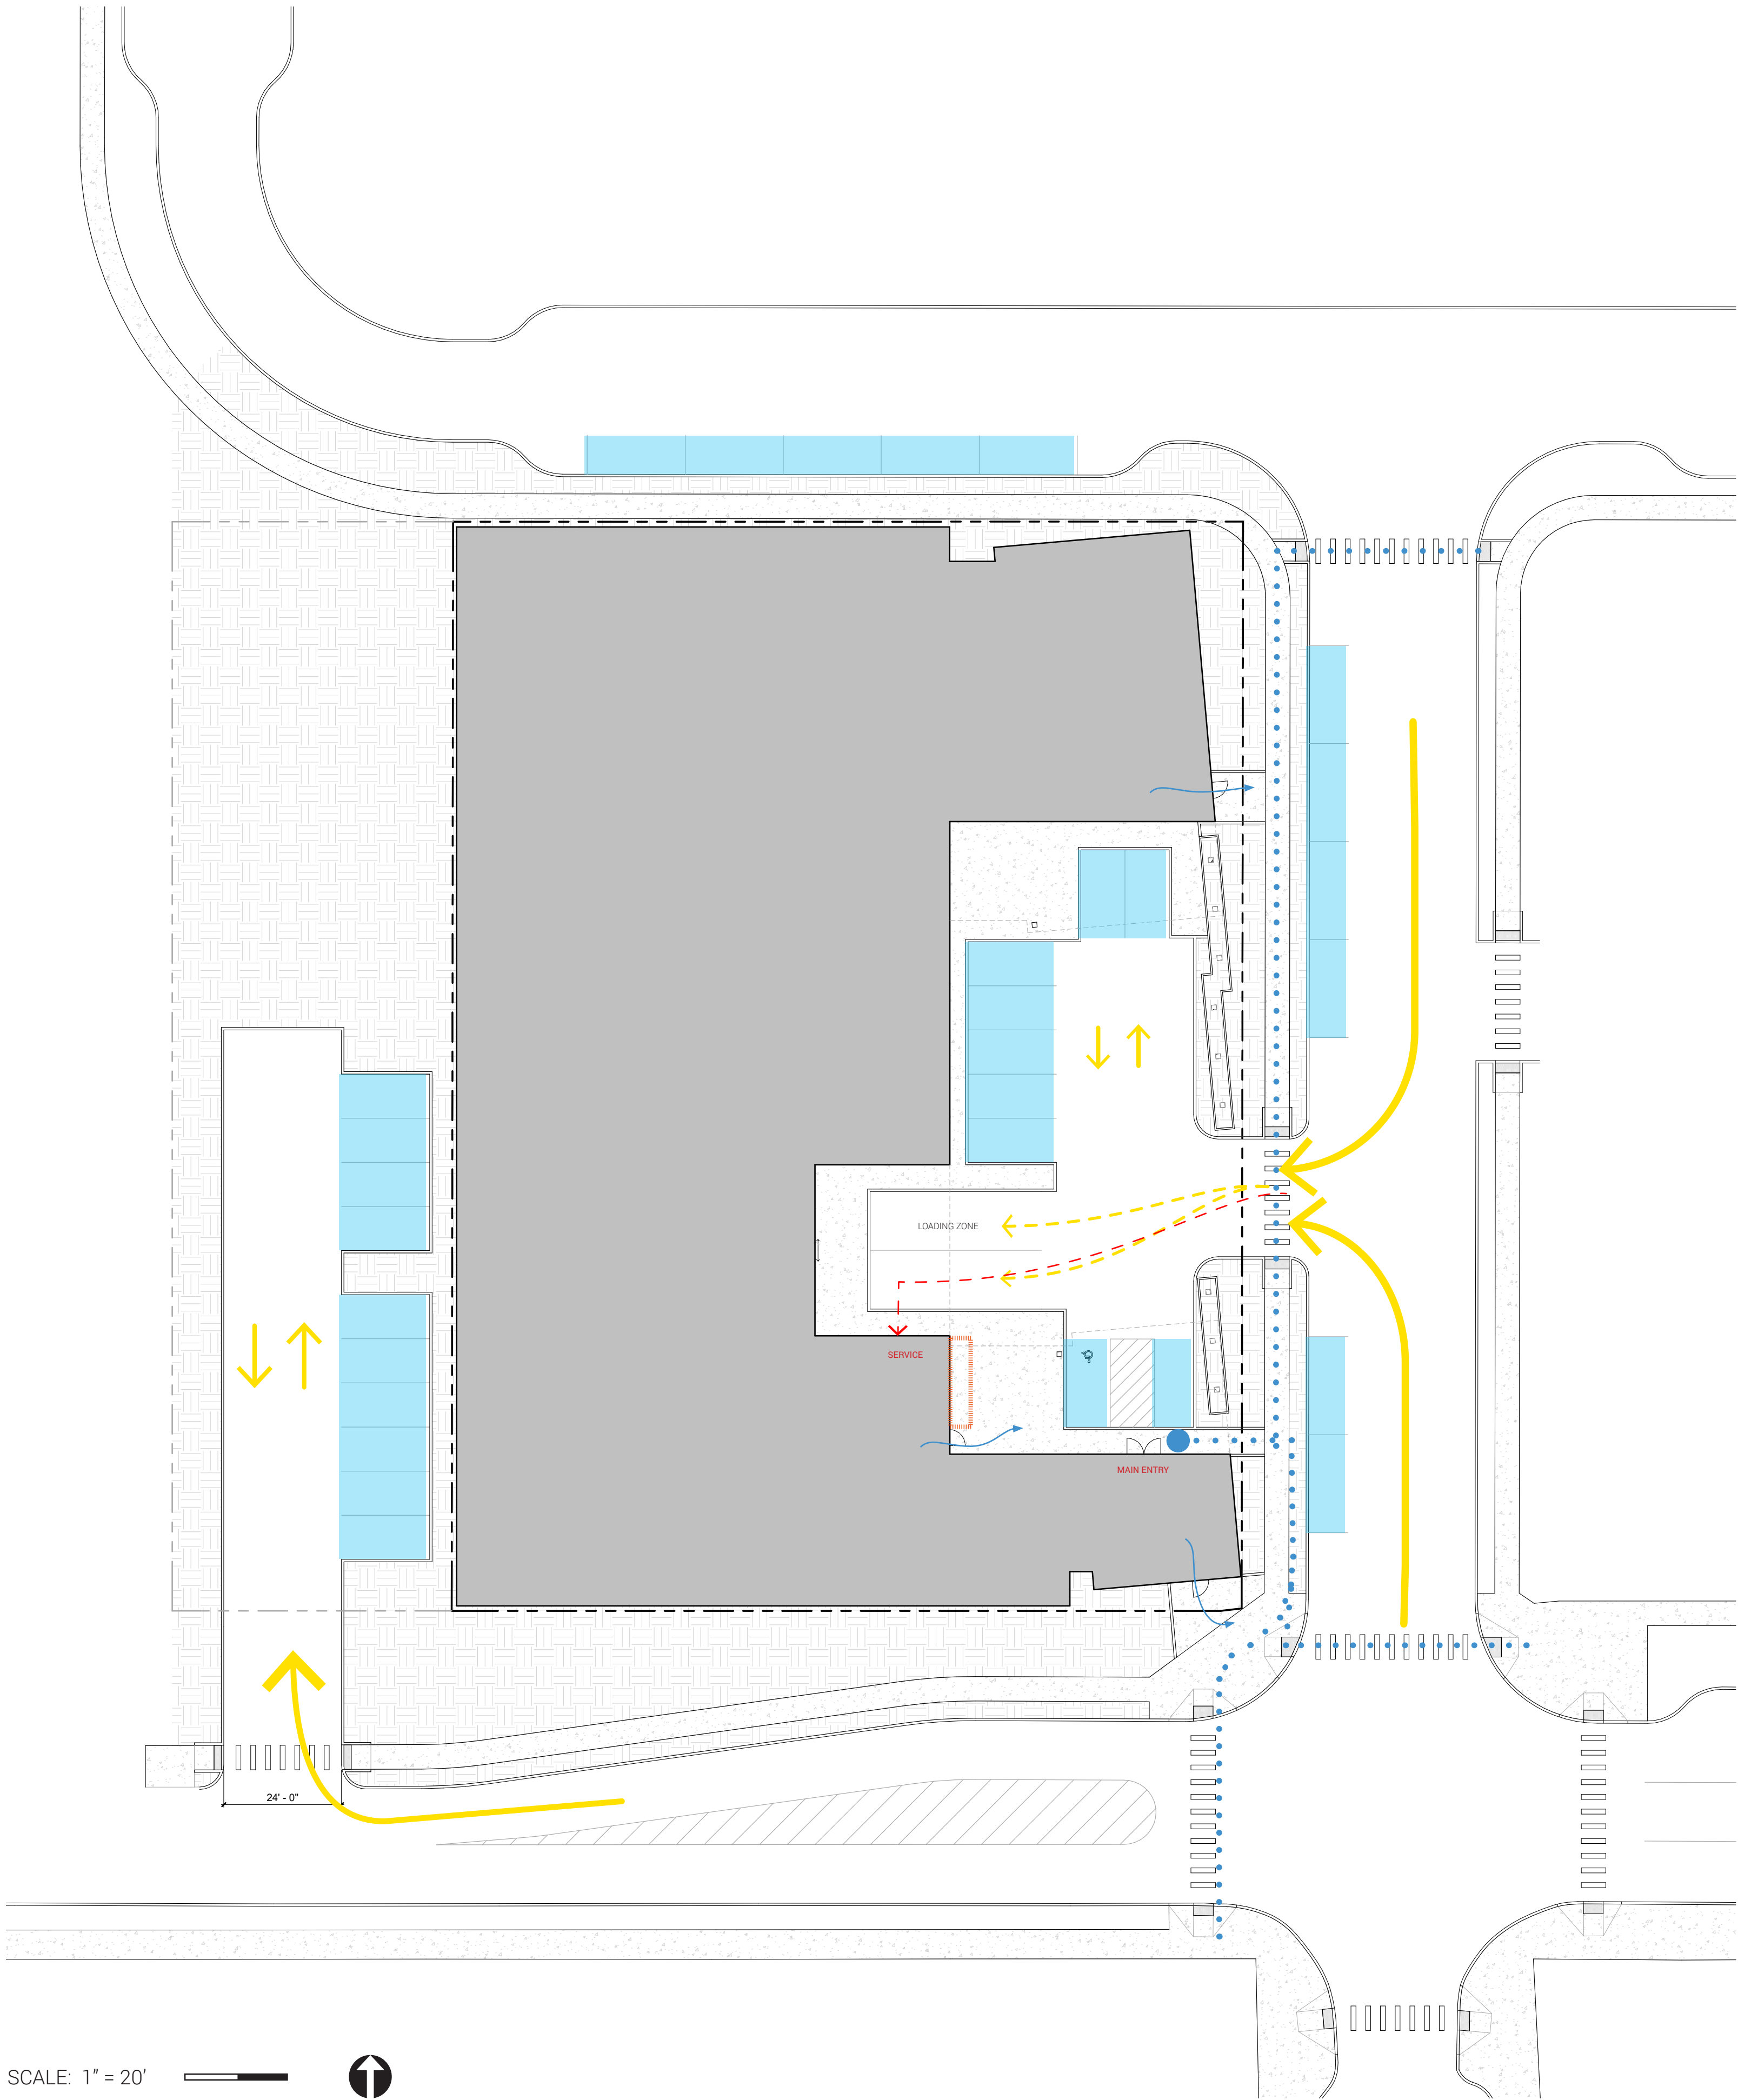 LOADING ZONE
SERVICE
MAIN ENTRY
24' - 0"
SCALE: 1” = 20’